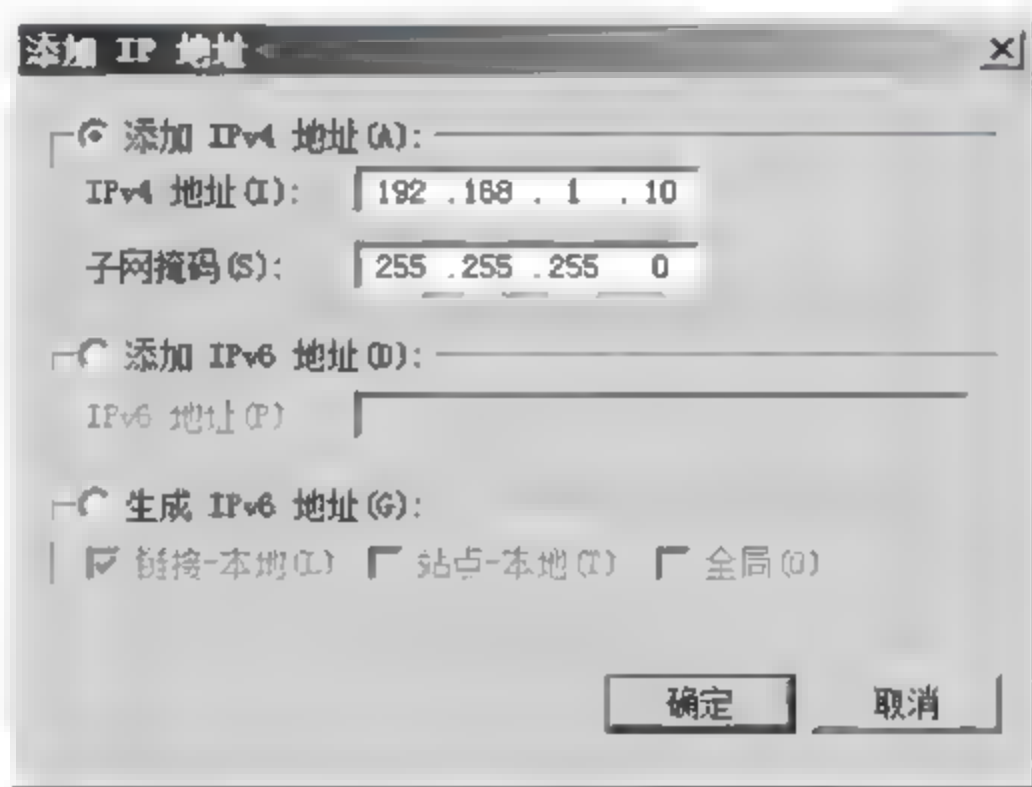 添加 IP 地址
添加 IPv4 地址(A):
IPv4 地址(I): 192 .168 . 1 . 10
子网掩码(S): 255 .255 .255 0
添加 IPv6 地址(D):
IPv6 地址(P)
生成 IPv6 地址(G):
链接-本地(L) 站点-本地(T) 全局(O)
确定 取消